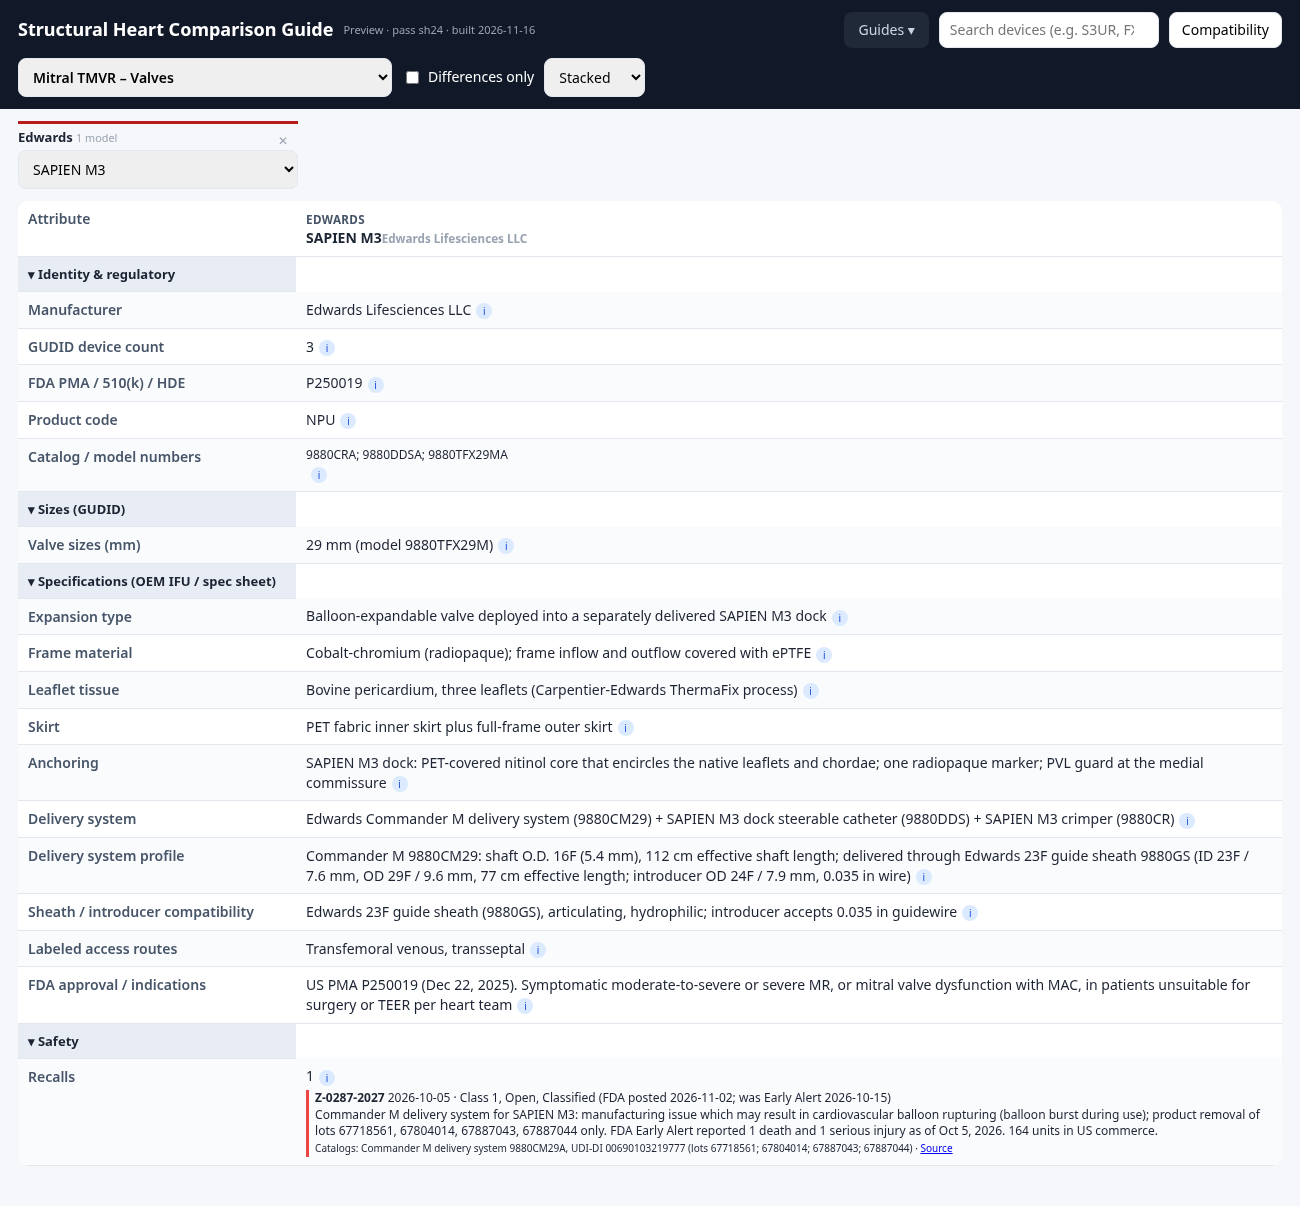 Structural Heart Comparison Guide Preview · pass sh24 · built 2026-11-16
Guides ▾
Search devices (e.g. S3UR, FX
Compatibility
Mitral TMVR – Valves
Differences only
Stacked
Edwards 1 model
×
SAPIEN M3
Attribute
EDWARDS
SAPIEN M3Edwards Lifesciences LLC
▾ Identity & regulatory
Manufacturer
Edwards Lifesciences LLC i
GUDID device count
3 i
FDA PMA / 510(k) / HDE
P250019 i
Product code
NPU i
Catalog / model numbers
9880CRA; 9880DDSA; 9880TFX29MA
i
▾ Sizes (GUDID)
Valve sizes (mm)
29 mm (model 9880TFX29M) i
▾ Specifications (OEM IFU / spec sheet)
Expansion type
Balloon-expandable valve deployed into a separately delivered SAPIEN M3 dock i
Frame material
Cobalt-chromium (radiopaque); frame inflow and outflow covered with ePTFE i
Leaflet tissue
Bovine pericardium, three leaflets (Carpentier-Edwards ThermaFix process) i
Skirt
PET fabric inner skirt plus full-frame outer skirt i
Anchoring
SAPIEN M3 dock: PET-covered nitinol core that encircles the native leaflets and chordae; one radiopaque marker; PVL guard at the medial
commissure i
Delivery system
Edwards Commander M delivery system (9880CM29) + SAPIEN M3 dock steerable catheter (9880DDS) + SAPIEN M3 crimper (9880CR) i
Delivery system profile
Commander M 9880CM29: shaft O.D. 16F (5.4 mm), 112 cm effective shaft length; delivered through Edwards 23F guide sheath 9880GS (ID 23F /
7.6 mm, OD 29F / 9.6 mm, 77 cm effective length; introducer OD 24F / 7.9 mm, 0.035 in wire) i
Sheath / introducer compatibility
Edwards 23F guide sheath (9880GS), articulating, hydrophilic; introducer accepts 0.035 in guidewire i
Labeled access routes
Transfemoral venous, transseptal i
FDA approval / indications
US PMA P250019 (Dec 22, 2025). Symptomatic moderate-to-severe or severe MR, or mitral valve dysfunction with MAC, in patients unsuitable for
surgery or TEER per heart team i
▾ Safety
Recalls
1 i
Z-0287-2027 2026-10-05 · Class 1, Open, Classified (FDA posted 2026-11-02; was Early Alert 2026-10-15)
Commander M delivery system for SAPIEN M3: manufacturing issue which may result in cardiovascular balloon rupturing (balloon burst during use); product removal of
lots 67718561, 67804014, 67887043, 67887044 only. FDA Early Alert reported 1 death and 1 serious injury as of Oct 5, 2026. 164 units in US commerce.
Catalogs: Commander M delivery system 9880CM29A, UDI-DI 00690103219777 (lots 67718561; 67804014; 67887043; 67887044) · Source